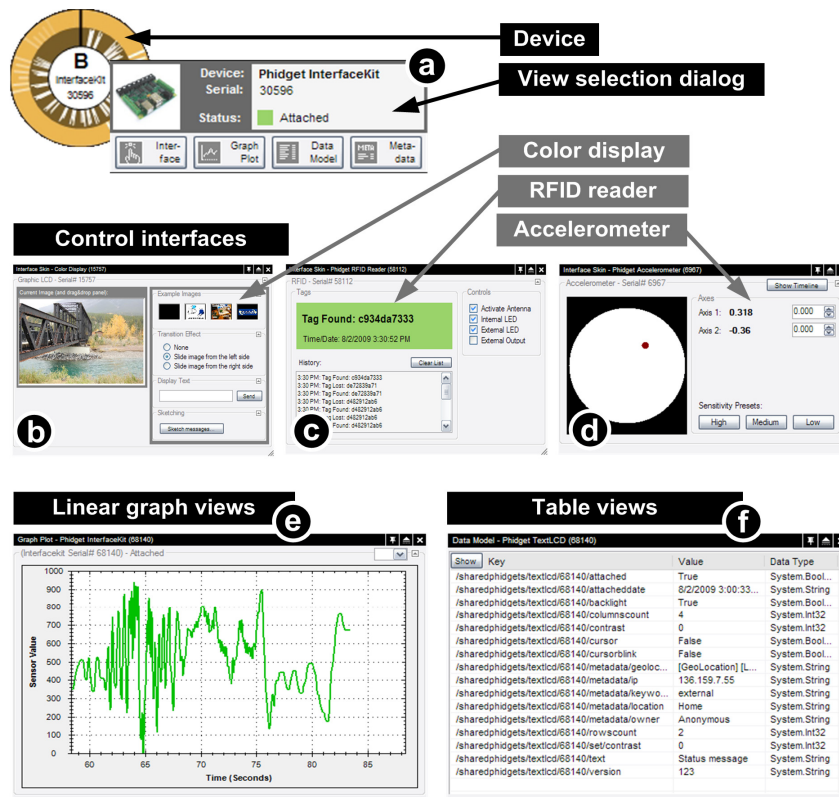 Device
B
InterfaceKit
30596
a
Device: Phidget InterfaceKit
Serial: 30596
Status: Attached
View selection dialog
Inter-
face
Graph
Plot
Data
Model
META
Meta-
data
Color display
RFID reader
Accelerometer
Control interfaces
Interface Skin - Color Display (15757)
Graphic LCD - Serial# 15757
Current Image (and drag&drop panel):
Example Images
Transition Effect
None
Slide image from the left side
Slide image from the right side
Display Text
Send
Sketching
Sketch messages...
b
Interface Skin - Phidget RFID Reader (58112)
RFID - Serial# 58112
Tags
Tag Found: c934da7333
Time/Date: 8/2/2009 3:30:52 PM
History:
Clear List
3:30 PM: Tag Found: c934da7333
3:30 PM: Tag Lost: de72839a71
3:30 PM: Tag Found: de72839a71
3:30 PM: Tag Lost: d482912ab6
3:30 PM: Tag Found: d482912ab6
Tag Lost: d482912ab6
Found: d482912ab6
Controls
Activate Antenna
Internal LED
External LED
External Output
c
Interface Skin - Phidget Accelerometer (6967)
Accelerometer - Serial# 6967
Show Timeline
Axes
Axis 1: 0.318 0.000
Axis 2: -0.36 0.000
Sensitivity Presets:
High Medium Low
d
Linear graph views
e
Graph Plot - Phidget InterfaceKit (68140)
(Interfacekit Serial# 68140) - Attached
Sensor Value
1000
900
800
700
600
500
400
300
200
100
0
60 65 70 75 80 85
Time (Seconds)
Table views
f
Data Model - Phidget TextLCD (68140)
Show Key Value Data Type
/sharedphidgets/textlcd/68140/attached True System.Bool...
/sharedphidgets/textlcd/68140/attacheddate 8/2/2009 3:00:33... System.String
/sharedphidgets/textlcd/68140/backlight True System.Bool...
/sharedphidgets/textlcd/68140/columnscount 4 System.Int32
/sharedphidgets/textlcd/68140/contrast 0 System.Int32
/sharedphidgets/textlcd/68140/cursor False System.Bool...
/sharedphidgets/textlcd/68140/cursorblink False System.Bool...
/sharedphidgets/textlcd/68140/metadata/geoloc... [GeoLocation] [L... System.String
/sharedphidgets/textlcd/68140/metadata/ip 136.159.7.55 System.String
/sharedphidgets/textlcd/68140/metadata/keywo... external System.String
/sharedphidgets/textlcd/68140/metadata/location Home System.String
/sharedphidgets/textlcd/68140/metadata/owner Anonymous System.String
/sharedphidgets/textlcd/68140/rowscount 2 System.Int32
/sharedphidgets/textlcd/68140/set/contrast 0 System.Int32
/sharedphidgets/textlcd/68140/text Status message System.String
/sharedphidgets/textlcd/68140/version 123 System.String